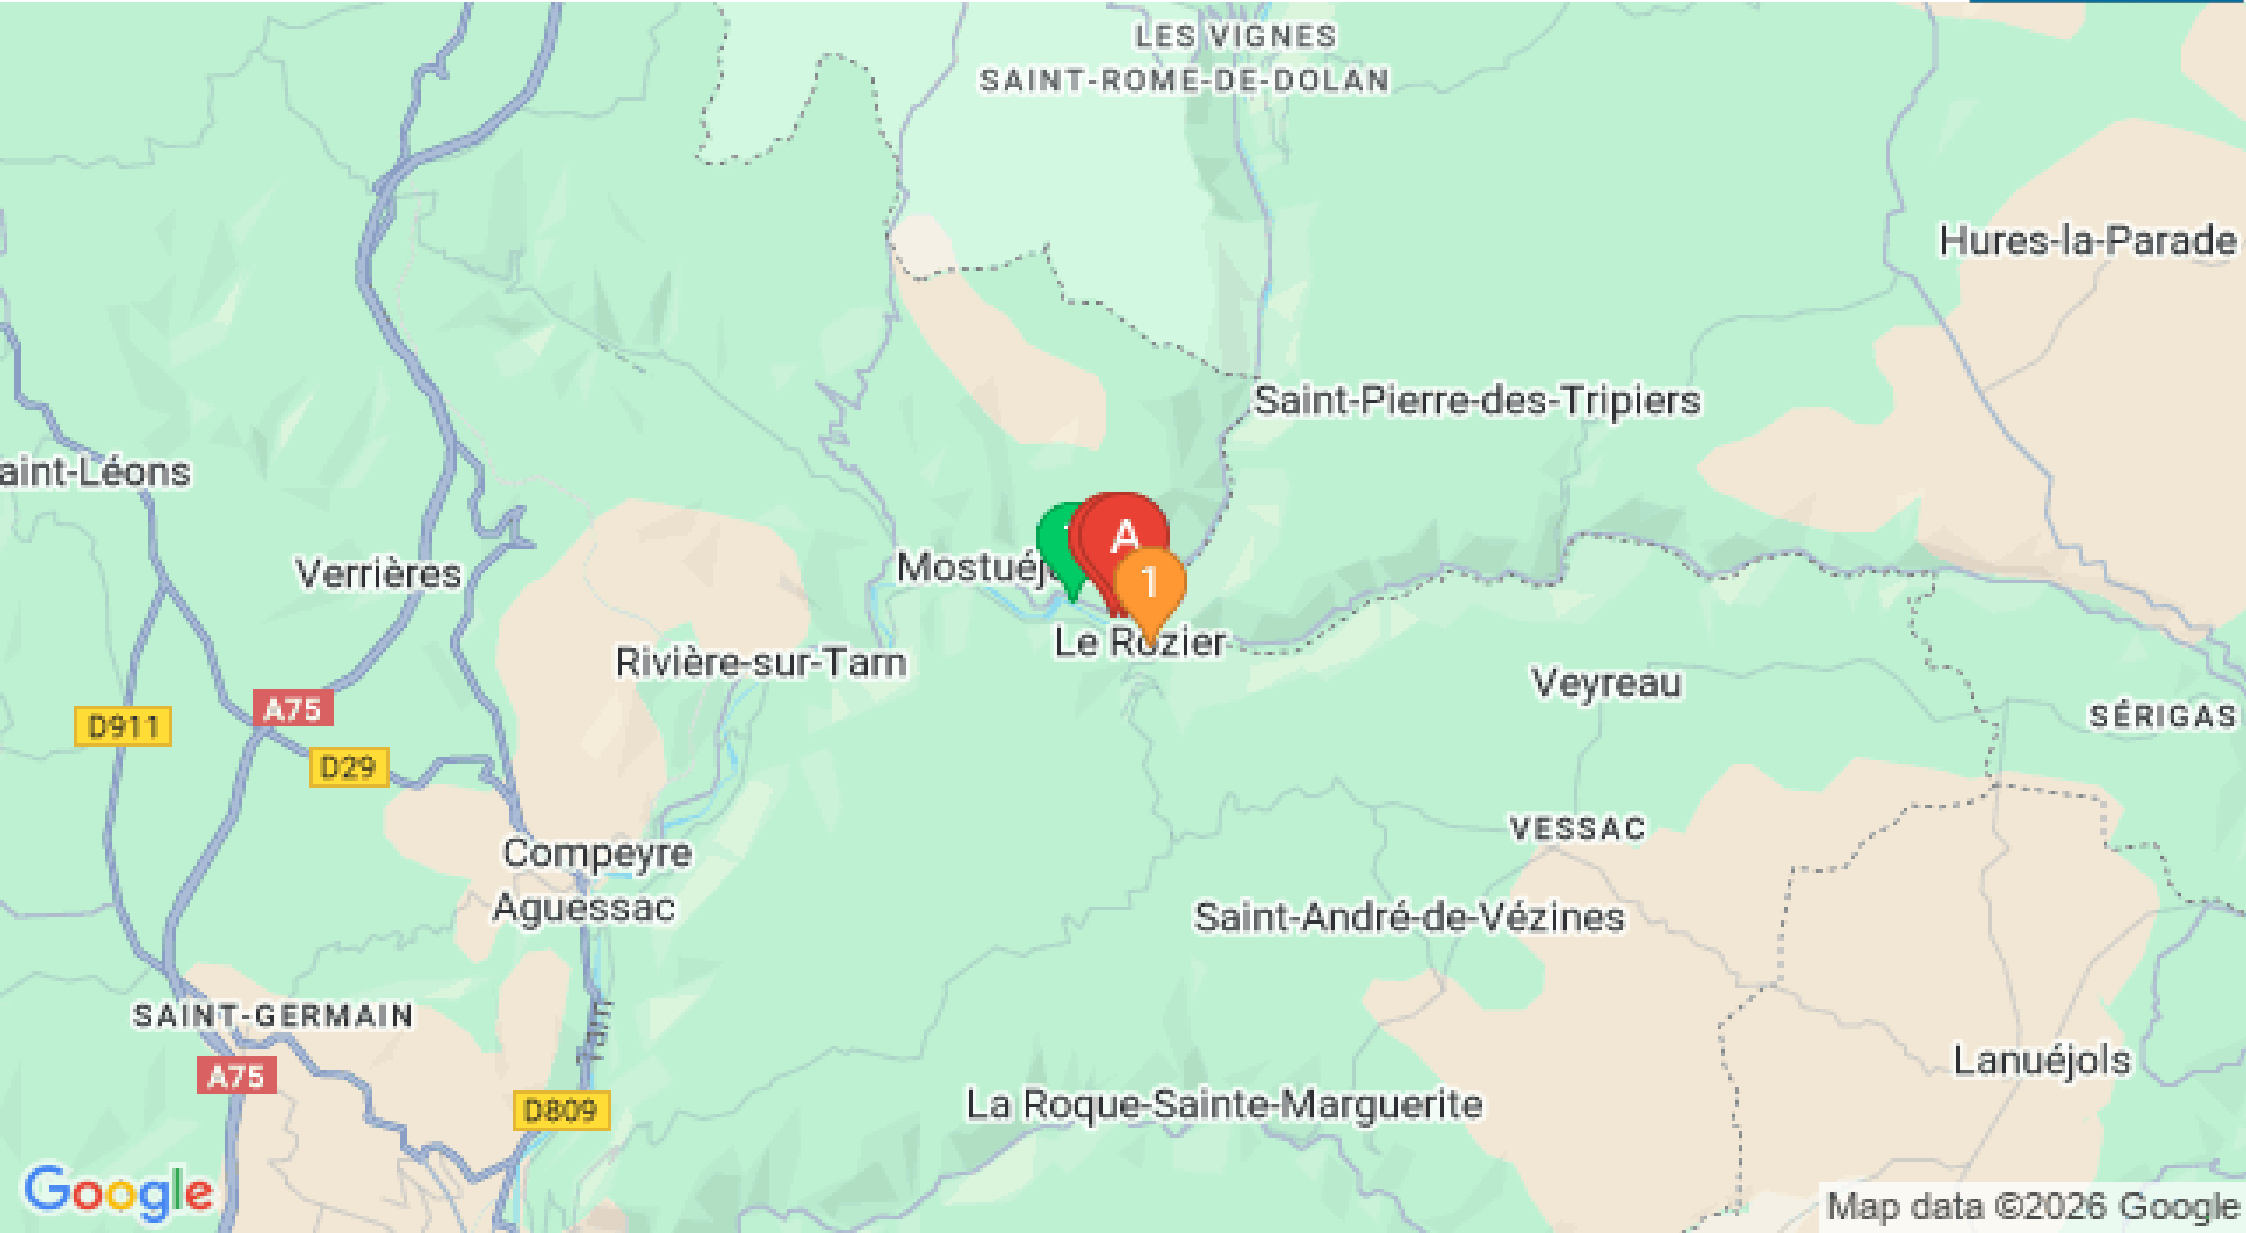 LES VIGNES
SAINT-ROME-DE-DOLAN
Hures-la-Parade
Saint-Pierre-des-Tripiers
aint-Léons
A
Mostuéj
Verrières
1
Le Rozier
Rivière-sur-Tarn
Veyreau
A75
SÉRIGAS
D911
D29
VESSAC
Compeyre
Aguessac
Saint-André-de-Vézines
SAINT-GERMAIN
Tarn
Lanuéjols
A75
La Roque-Sainte-Marguerite
D809
Google
Map data ©2026 Google